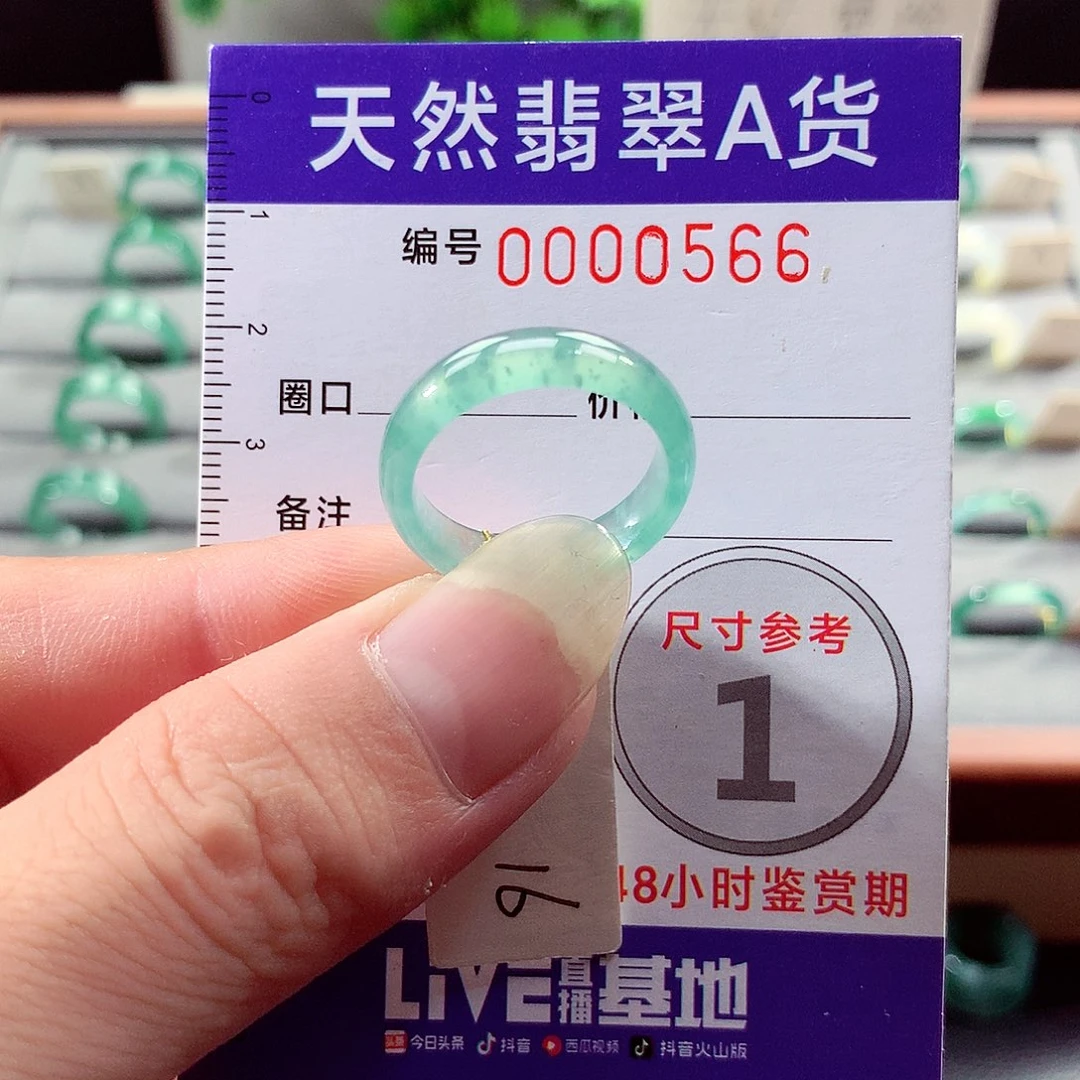 天然翡翠A货
编号 0000566
0
1
2
3
圈口
备注
尺寸参考
1
48小时鉴赏期
LIVE直播基地
头条 今日头条 抖音 西瓜视频 抖音火山版